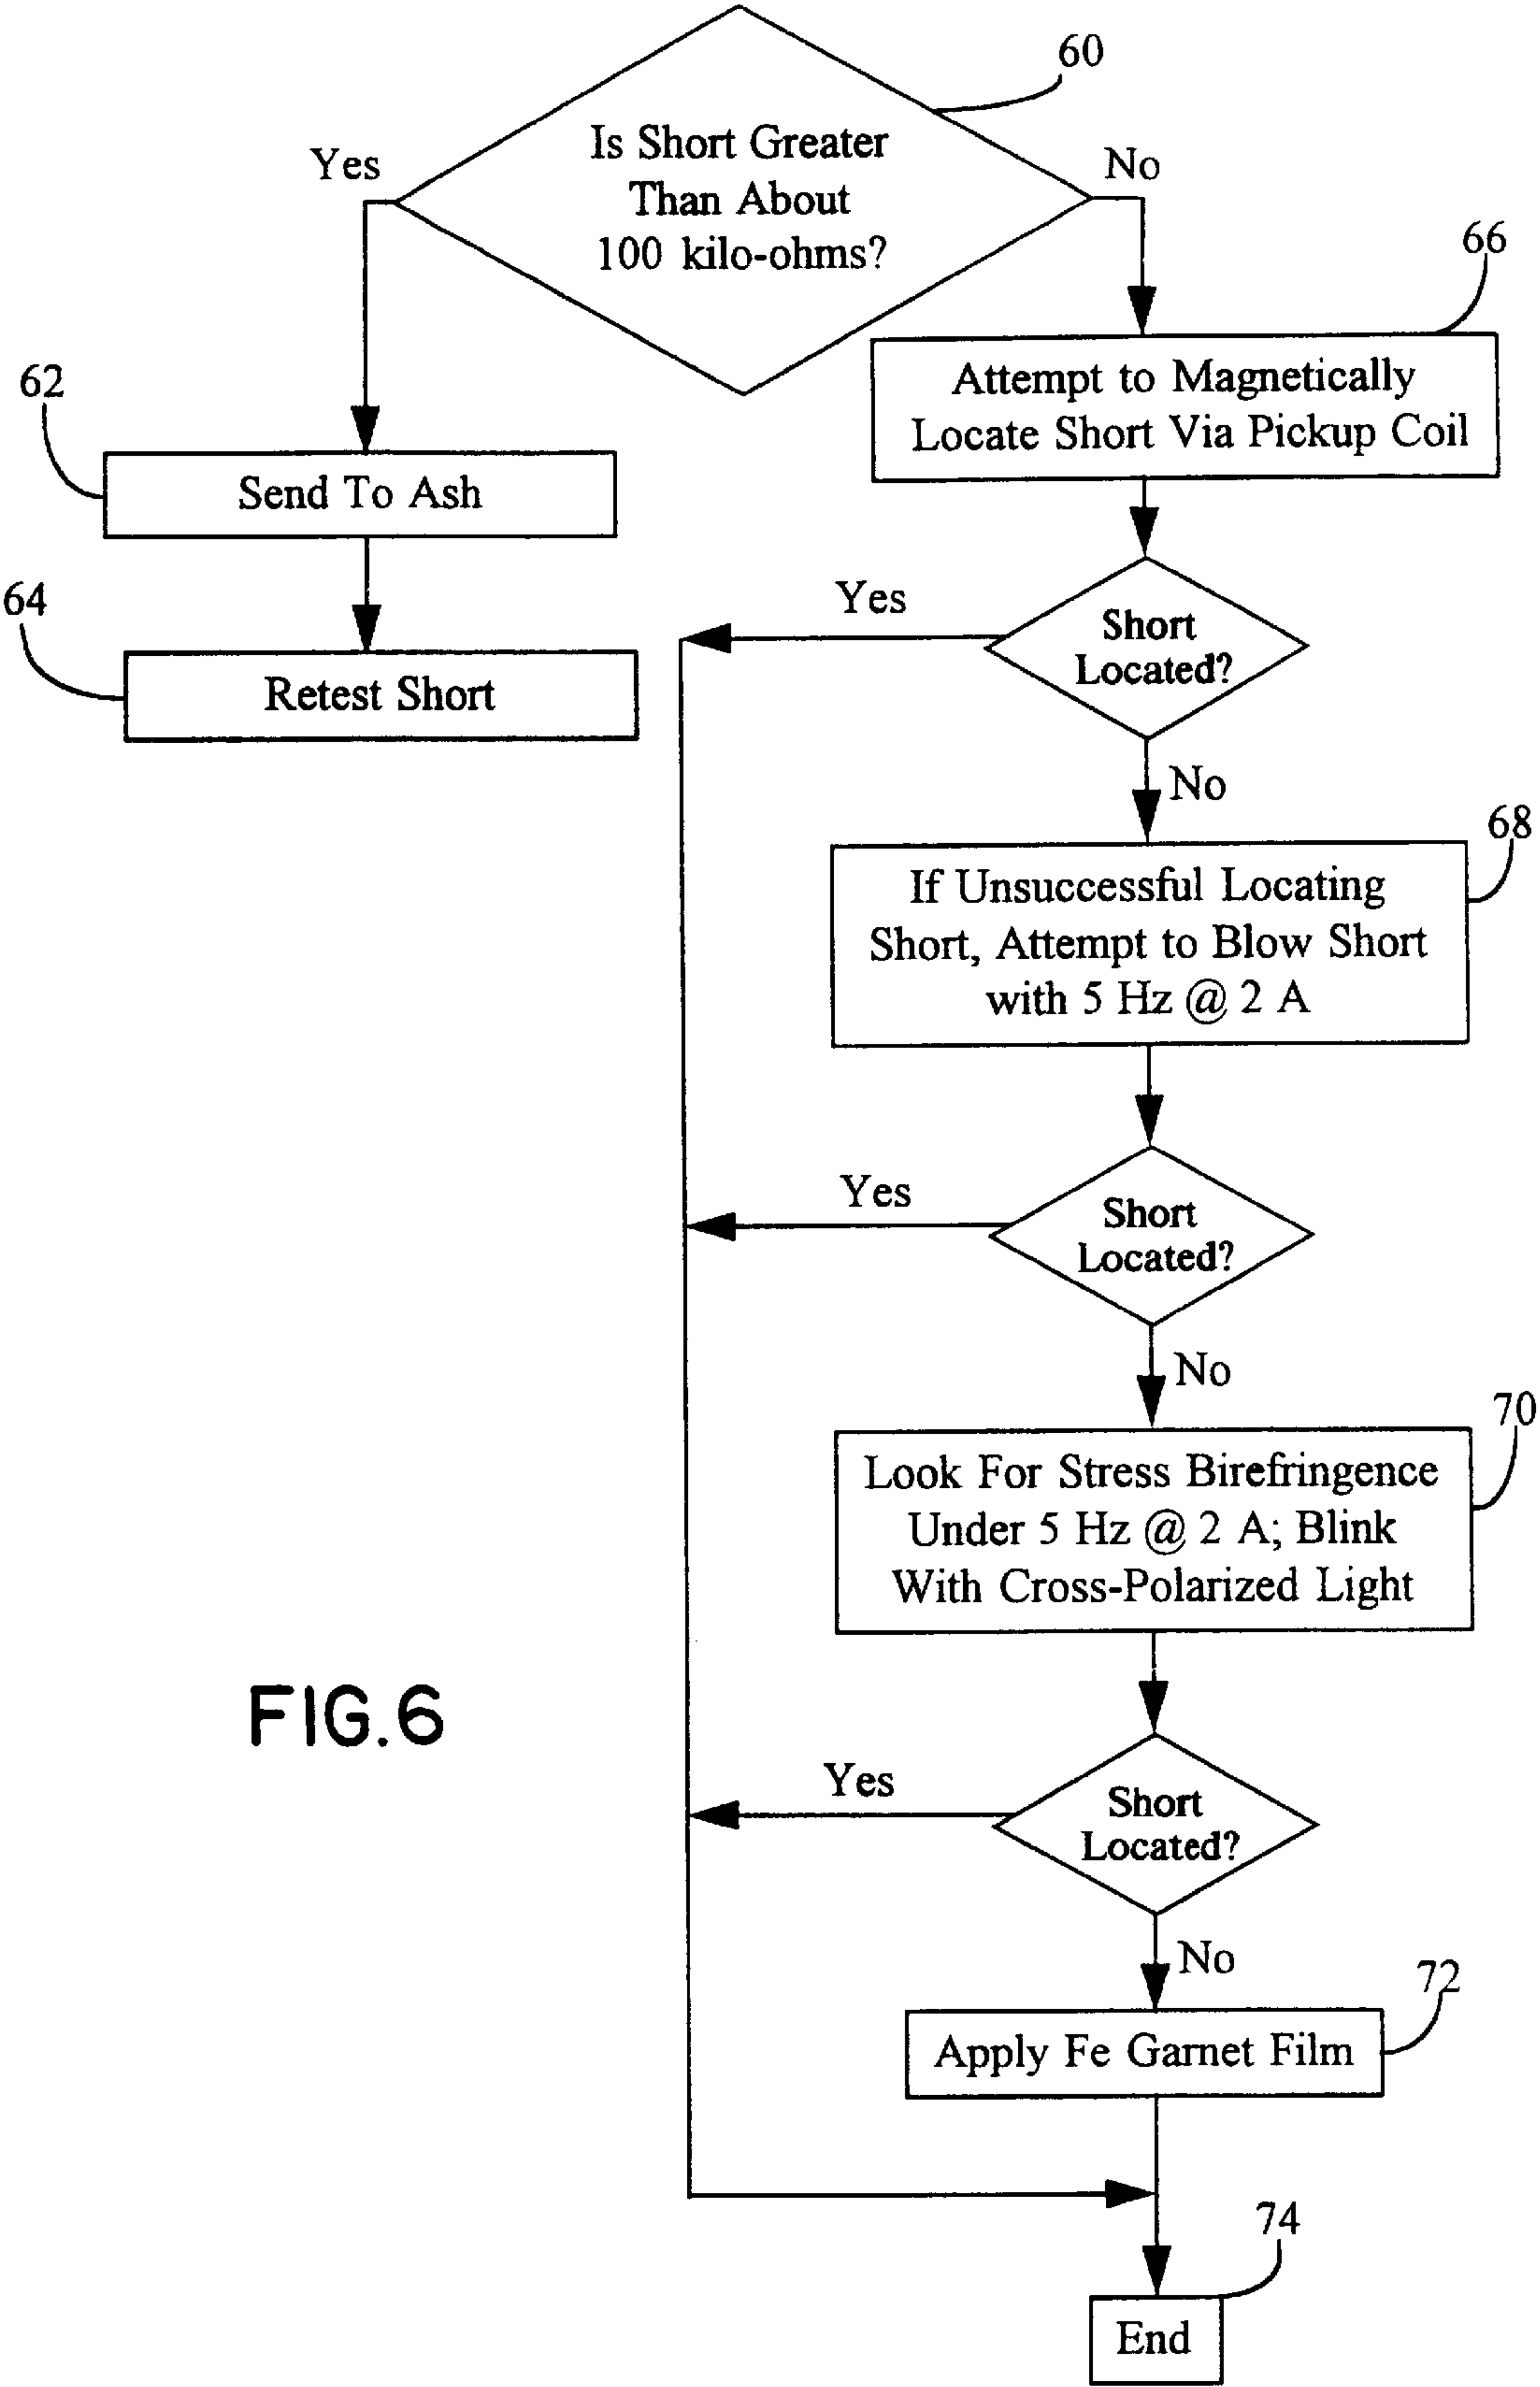 60
Is Short Greater
Than About
100 kilo-ohms?
Yes
No
62
Send To Ash
64
Retest Short
66
Attempt to Magnetically
Locate Short Via Pickup Coil
Short
Located?
Yes
No
68
If Unsuccessful Locating
Short, Attempt to Blow Short
with 5 Hz @ 2 A
Short
Located?
Yes
No
70
Look For Stress Birefringence
Under 5 Hz @ 2 A; Blink
With Cross-Polarized Light
Short
Located?
Yes
No
72
Apply Fe Garnet Film
74
End
FIG.6